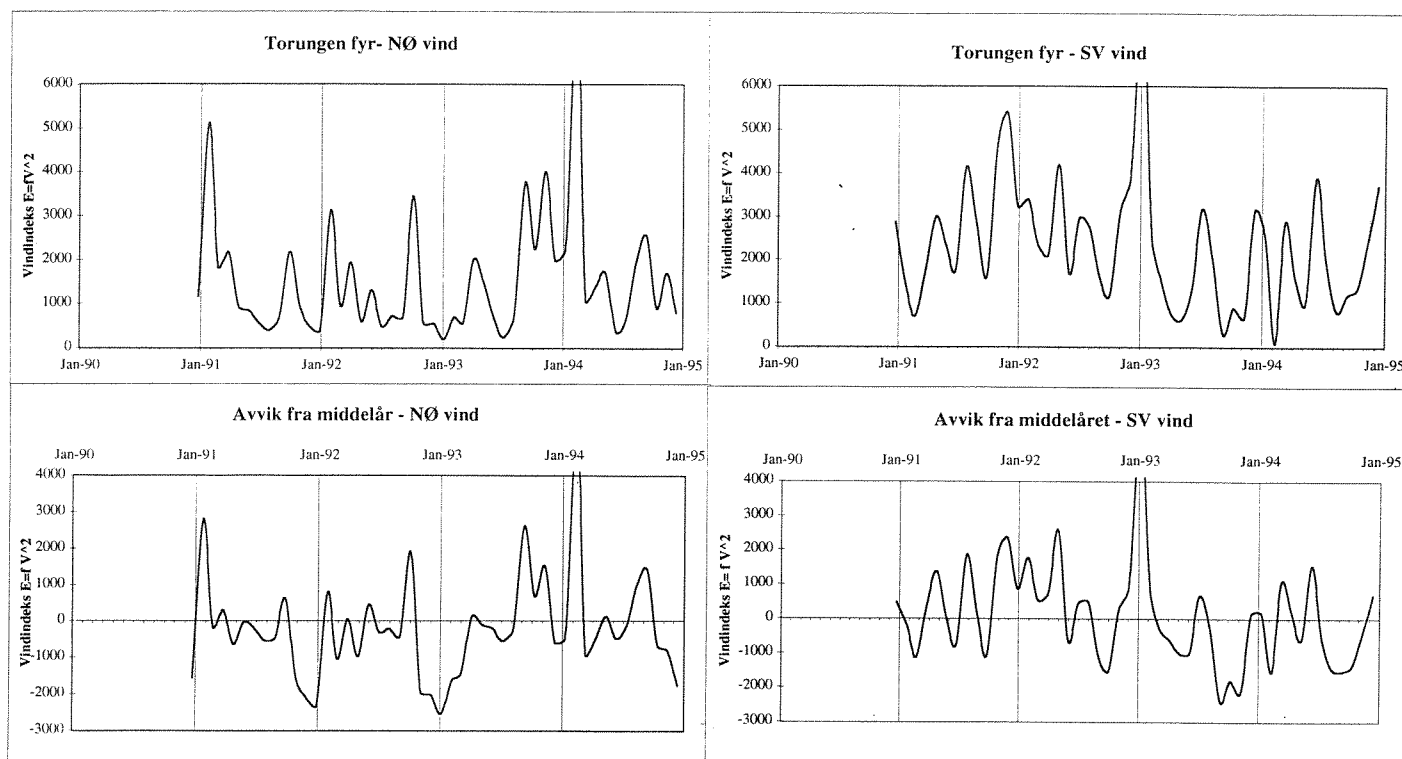 Torungen fyr- NØ vind
Vindindeks E=fV^2
6000
5000
4000
3000
2000
1000
0
Jan-90 Jan-91 Jan-92 Jan-93 Jan-94 Jan-95
Torungen fyr - SV vind
Vindindeks E=f V^2
6000
5000
4000
3000
2000
1000
0
Jan-90 Jan-91 Jan-92 Jan-93 Jan-94 Jan-95
Avvik fra middelår - NØ vind
Jan-90 Jan-91 Jan-92 Jan-93 Jan-94 Jan-95
Vindindeks E=f V^2
4000
3000
2000
1000
0
-1000
-2000
-3000
Avvik fra middelåret - SV vind
Jan-90 Jan-91 Jan-92 Jan-93 Jan-94 Jan-95
Vindindeks E= f V^2
4000
3000
2000
1000
0
-1000
-2000
-3000